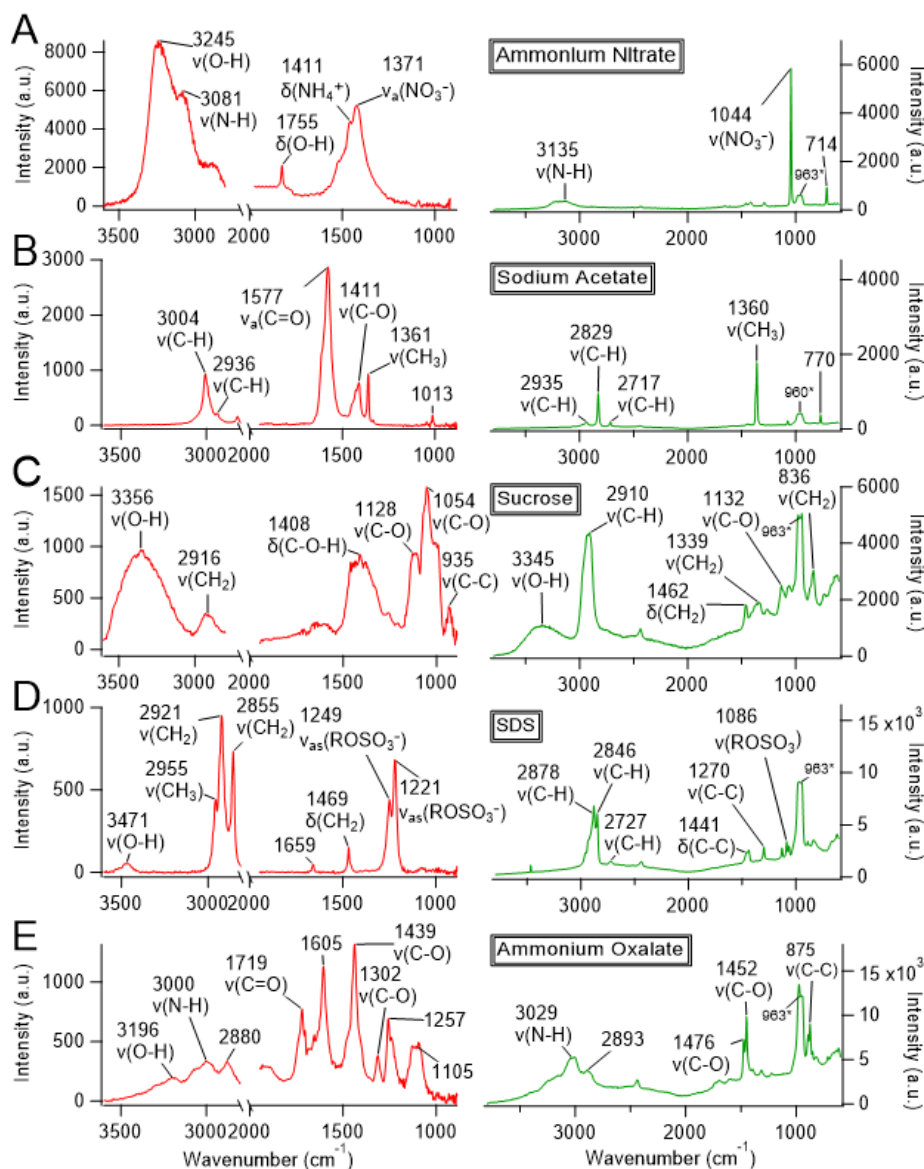 A
Intensity (a.u.)
8000
6000
4000
2000
0
3245
ν(O-H)
3081
ν(N-H)
1411
δ(NH₄⁺)
1755
δ(O-H)
1371
νₐ(NO₃⁻)
3500
3000
2000
1500
1000
Ammonium Nitrate
3135
ν(N-H)
1044
ν(NO₃⁻)
963*
714
6000
4000
2000
0
Intensity (a.u.)
3000
2000
1000
B
Intensity (a.u.)
3000
2000
1000
0
3004
ν(C-H)
2936
ν(C-H)
1577
νₐ(C=O)
1411
ν(C-O)
1361
ν(CH₃)
1013
3500
3000
2000
1500
1000
Sodium Acetate
2935
ν(C-H)
2829
ν(C-H)
2717
ν(C-H)
1360
ν(CH₃)
960*
770
4000
2000
0
Intensity (a.u.)
3000
2000
1000
C
Intensity (a.u.)
1500
1000
500
0
3356
ν(O-H)
2916
ν(CH₂)
1408
δ(C-O-H)
1128
ν(C-O)
1054
ν(C-O)
935
ν(C-C)
3500
3000
2000
1500
1000
Sucrose
3345
ν(O-H)
2910
ν(C-H)
1462
δ(CH₂)
1339
ν(CH₂)
1132
ν(C-O)
963*
836
ν(CH₂)
6000
4000
2000
0
Intensity (a.u.)
3000
2000
1000
D
Intensity (a.u.)
1000
500
0
3471
ν(O-H)
2955
ν(CH₃)
2921
ν(CH₂)
2855
ν(CH₂)
1659
1469
δ(CH₂)
1249
νₐₛ(ROSO₃⁻)
1221
νₐₛ(ROSO₃⁻)
3500
3000
2000
1500
1000
SDS
2878
ν(C-H)
2846
ν(C-H)
2727
ν(C-H)
1441
δ(C-C)
1270
ν(C-C)
1086
ν(ROSO₃)
963*
15 x10³
10
5
0
Intensity (a.u.)
3000
2000
1000
E
Intensity (a.u.)
1000
500
0
3196
ν(O-H)
3000
ν(N-H)
2880
1719
ν(C=O)
1605
1439
ν(C-O)
1302
ν(C-O)
1257
1105
3500
3000
2000
1500
1000
Wavenumber (cm⁻¹)
Ammonium Oxalate
3029
ν(N-H)
2893
1476
ν(C-O)
1452
ν(C-O)
963*
875
ν(C-C)
15 x10³
10
5
0
Intensity (a.u.)
3000
2000
1000
Wavenumber (cm⁻¹)